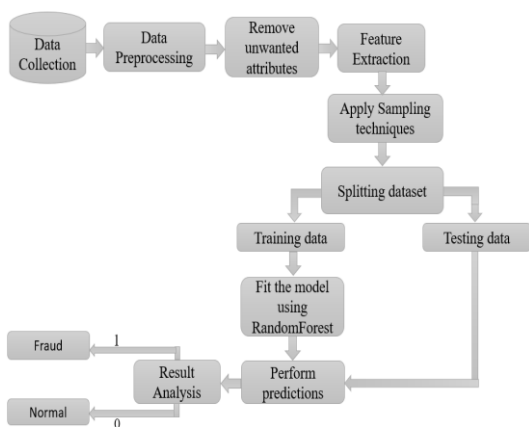 Data
Collection
Data
Preprocessing
Remove
unwanted
attributes
Feature
Extraction
Apply Sampling
techniques
Splitting dataset
Training data
Testing data
Fit the model
using
RandomForest
Perform
predictions
Result
Analysis
1
Fraud
Normal
0